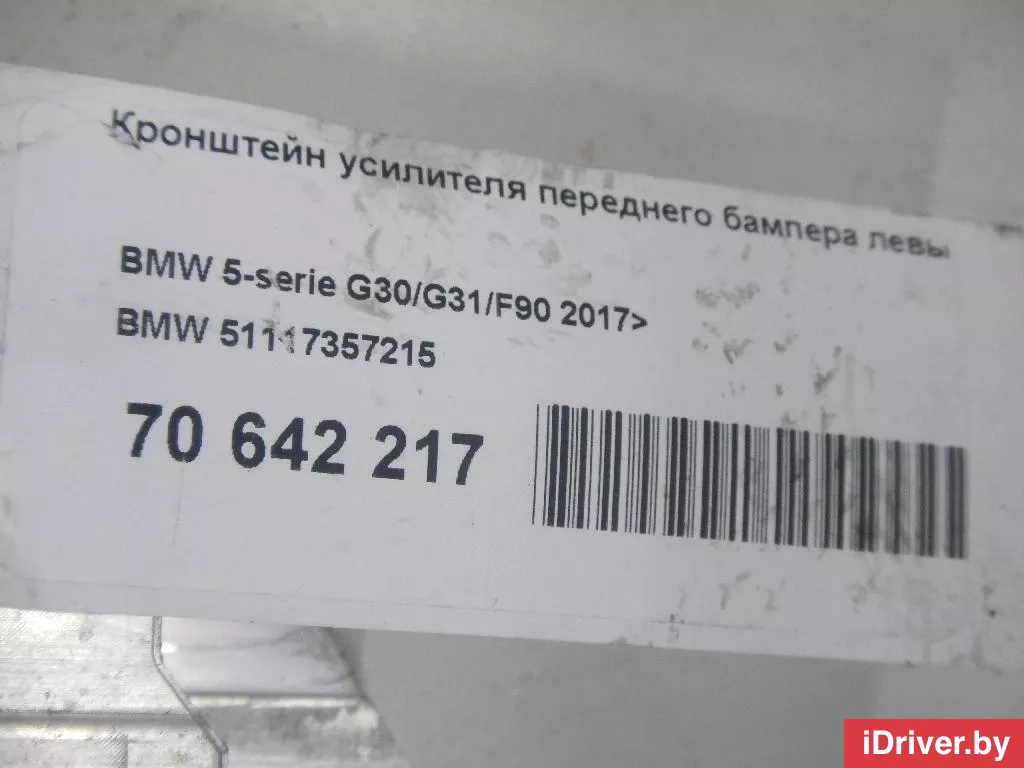 Кронштейн усилителя переднего бампера левы
BMW 5-serie G30/G31/F90 2017>
BMW 51117357215
70 642 217
iDriver.by